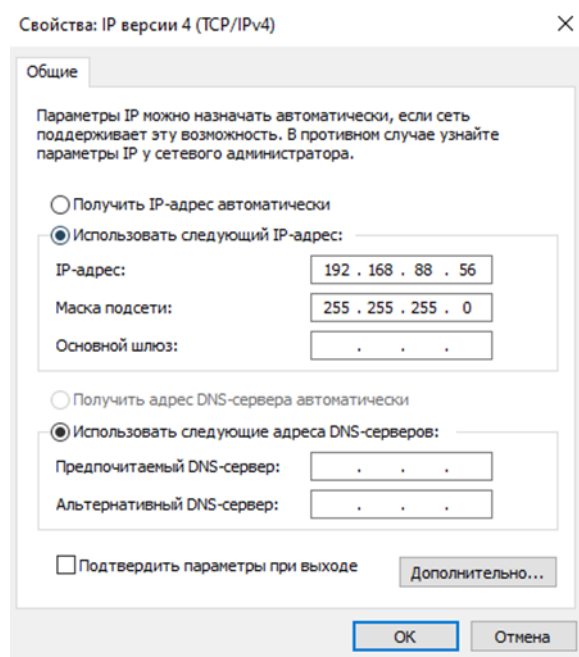 Свойства: IP версии 4 (TCP/IPv4)
Общие
Параметры IP можно назначать автоматически, если сеть
поддерживает эту возможность. В противном случае узнайте
параметры IP у сетевого администратора.
Получить IP-адрес автоматически
Использовать следующий IP-адрес:
IP-адрес: 192 . 168 . 88 . 56
Маска подсети: 255 . 255 . 255 . 0
Основной шлюз: . . .
Получить адрес DNS-сервера автоматически
Использовать следующие адреса DNS-серверов:
Предпочитаемый DNS-сервер: . . .
Альтернативный DNS-сервер: . . .
Подтвердить параметры при выходе
Дополнительно...
ОК Отмена